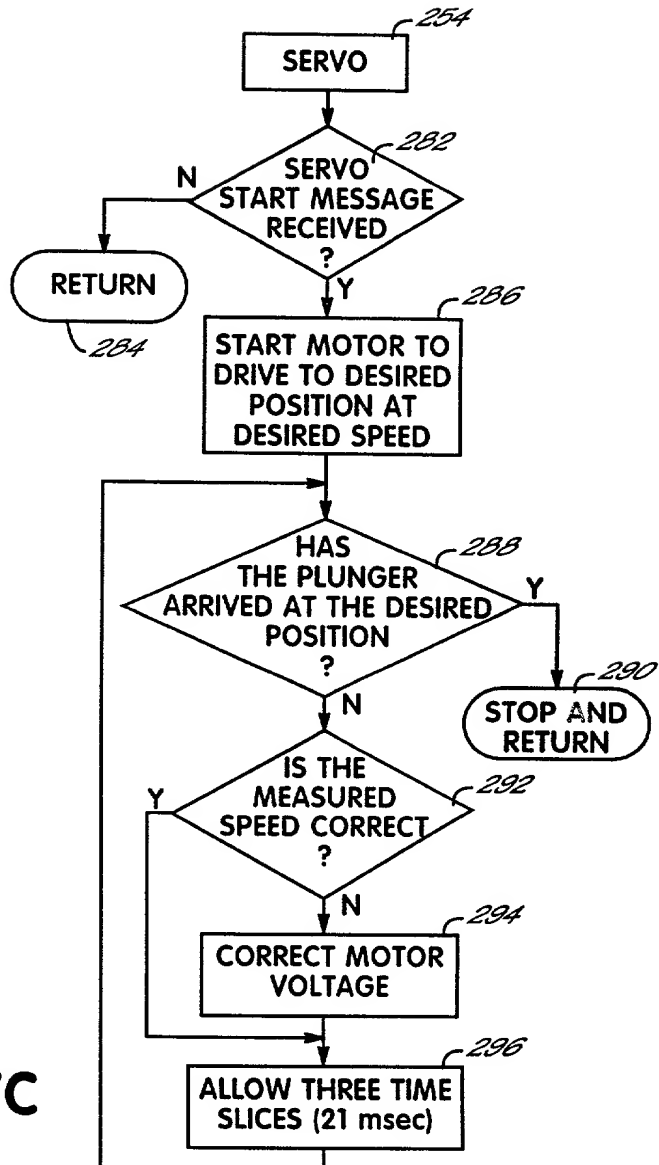 254
SERVO
282
SERVO
START MESSAGE
RECEIVED
?
N
Y
RETURN
284
286
START MOTOR TO
DRIVE TO DESIRED
POSITION AT
DESIRED SPEED
288
HAS
THE PLUNGER
ARRIVED AT THE DESIRED
POSITION
?
Y
N
290
STOP AND
RETURN
292
IS THE
MEASURED
SPEED CORRECT
?
Y
N
294
CORRECT MOTOR
VOLTAGE
296
ALLOW THREE TIME
SLICES (21 msec)
C